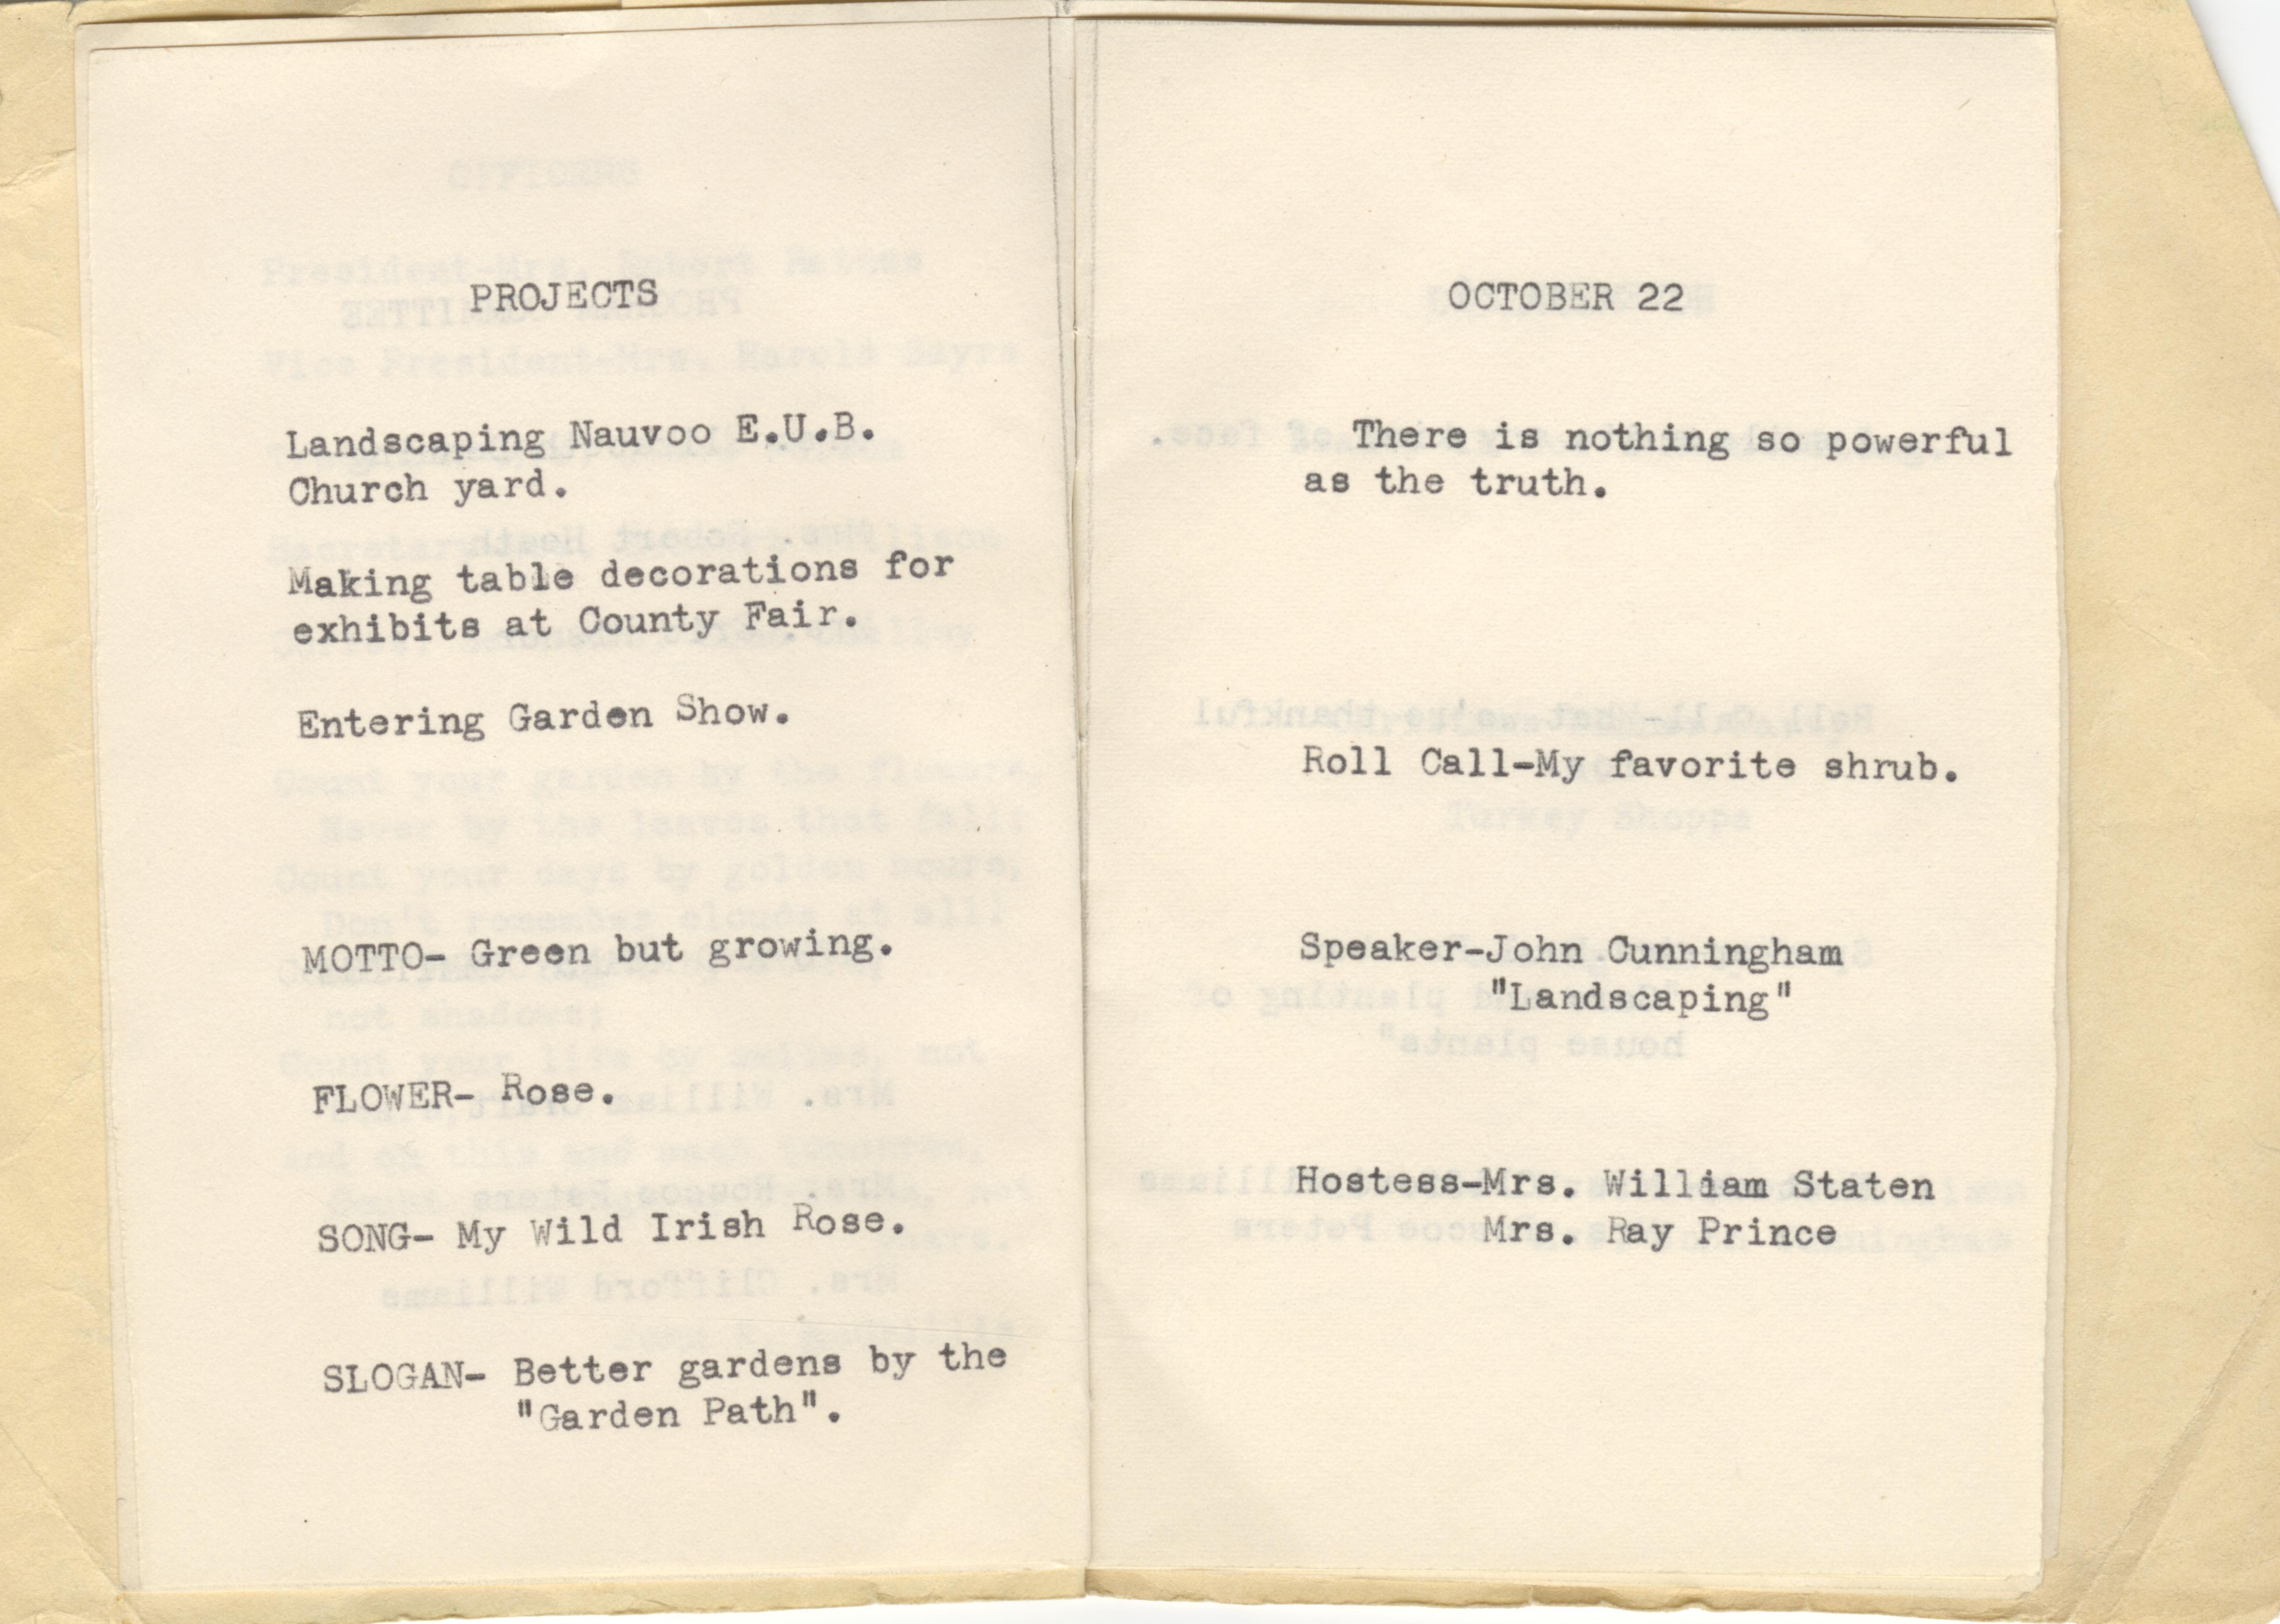 PROJECTS
Landscaping Nauvoo E.U.B.
Church yard.
Making table decorations for
exhibits at County Fair.
Entering Garden Show.
MOTTO- Green but growing.
FLOWER- Rose.
SONG- My Wild Irish Rose.
SLOGAN- Better gardens by the
"Garden Path".
OCTOBER 22
There is nothing so powerful
as the truth.
Roll Call-My favorite shrub.
Speaker-John Cunningham
"Landscaping"
Hostess-Mrs. William Staten
Mrs. Ray Prince